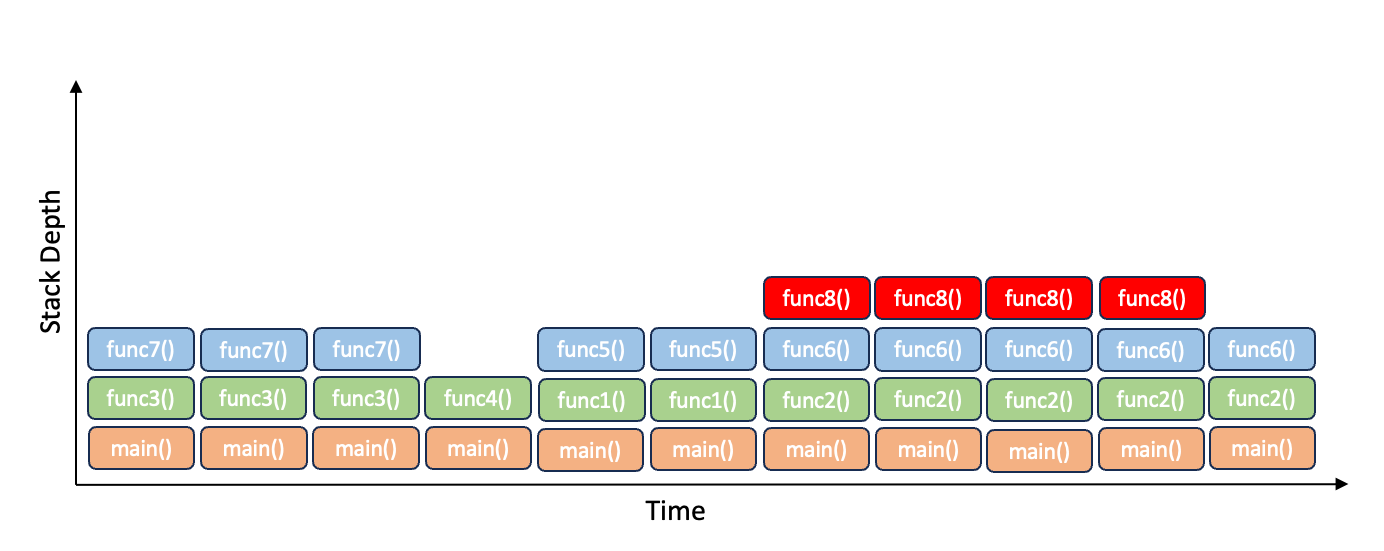 Stack Depth
func8() func8() func8() func8()
func7() func7() func7() func5() func5() func6() func6() func6() func6() func6()
func3() func3() func3() func4() func1() func1() func2() func2() func2() func2() func2()
main() main() main() main() main() main() main() main() main() main() main()
Time